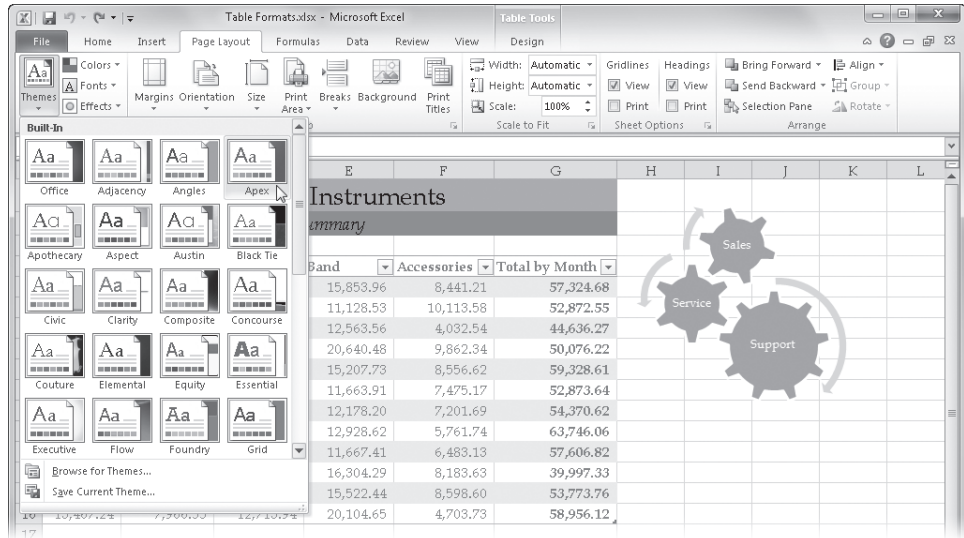 Table Formats.xlsx - Microsoft Excel
Table Tools
File Home Insert Page Layout Formulas Data Review View Design
Themes
Colors
Fonts
Effects
Margins Orientation Size Print Area Breaks Background Print Titles
Width: Automatic
Height: Automatic
Scale: 100%
Scale to Fit
Gridlines Headings
View View
Print Print
Sheet Options
Bring Forward Align
Send Backward Group
Selection Pane Rotate
Arrange
Built-In
Office Adjacency Angles Apex
Apothecary Aspect Austin Black Tie
Civic Clarity Composite Concourse
Couture Elemental Equity Essential
Executive Flow Foundry Grid
Browse for Themes...
Save Current Theme...
E F G H I J K L
Instruments
Band Accessories Total by Month
15,853.96 8,441.21 57,324.68
11,128.53 10,113.58 52,872.55
12,563.56 4,032.54 44,636.27
20,640.48 9,862.34 50,076.22
15,207.73 8,556.62 59,328.61
11,663.91 7,475.17 52,873.64
12,178.20 7,201.69 54,370.62
12,928.62 5,761.74 63,746.06
11,667.41 6,483.13 57,606.82
16,304.29 8,183.63 39,997.33
15,522.44 8,598.60 53,773.76
16 20,104.65 4,703.73 58,956.12
17
Sales
Service
Support